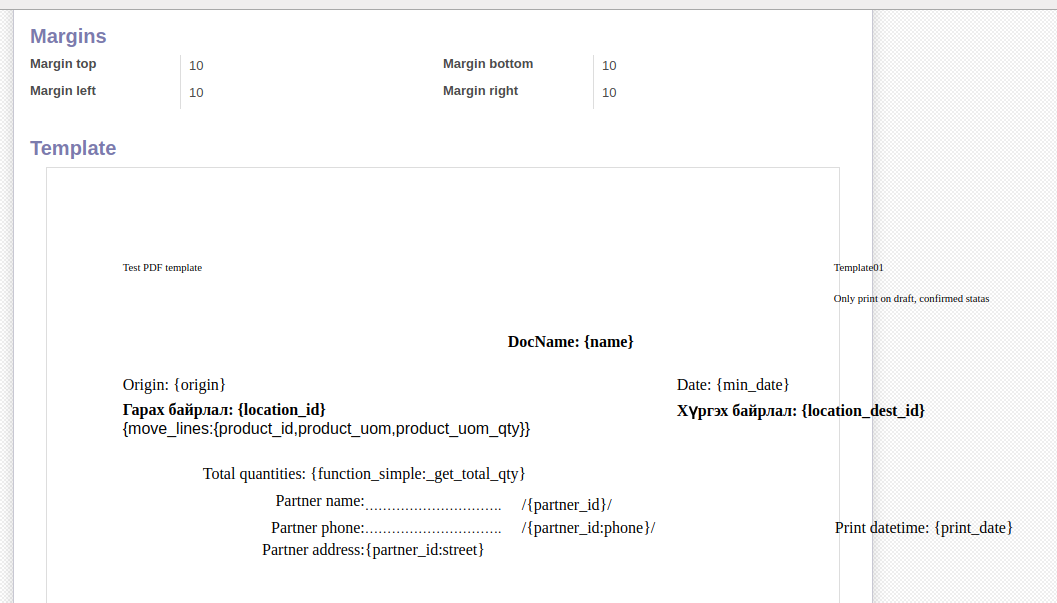 Margins
Margin top 10 Margin bottom 10
Margin left 10 Margin right 10
Template
Test PDF template Template01
Only print on draft, confirmed statas
DocName: {name}
Origin: {origin} Date: {min_date}
Гарах байрлал: {location_id} Хүргэх байрлал: {location_dest_id}
{move_lines:{product_id,product_uom,product_uom_qty}}
Total quantities: {function_simple:_get_total_qty}
Partner name:............................... /{partner_id}/
Partner phone:............................... /{partner_id:phone}/ Print datetime: {print_date}
Partner address:{partner_id:street}